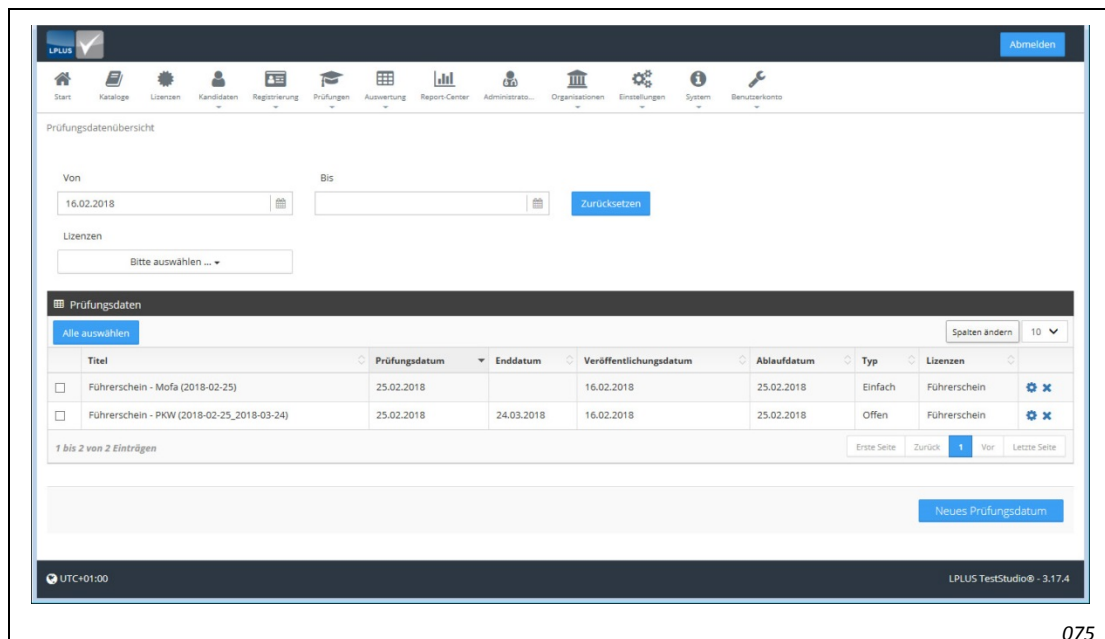 LPLUS
Abmelden
Start Kataloge Lizenzen Kandidaten Registrierung Prüfungen Auswertung Report-Center Administrato... Organisationen Einstellungen System Benutzerkonto
Prüfungsdatenübersicht
Von Bis
16.02.2018 Zurücksetzen
Lizenzen
Bitte auswählen ...
Prüfungsdaten
Alle auswählen Spalten ändern 10
Titel Prüfungsdatum Enddatum Veröffentlichungsdatum Ablaufdatum Typ Lizenzen
Führerschein - Mofa (2018-02-25) 25.02.2018 16.02.2018 25.02.2018 Einfach Führerschein
Führerschein - PKW (2018-02-25_2018-03-24) 25.02.2018 24.03.2018 16.02.2018 25.02.2018 Offen Führerschein
1 bis 2 von 2 Einträgen Erste Seite Zurück 1 Vor Letzte Seite
Neues Prüfungsdatum
UTC+01:00 LPLUS TestStudio® - 3.17.4
075